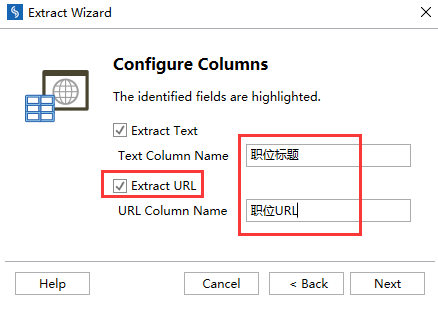 Extract Wizard
Configure Columns
The identified fields are highlighted.
Extract Text
Text Column Name 职位标题
Extract URL
URL Column Name 职位URL
Help Cancel < Back Next